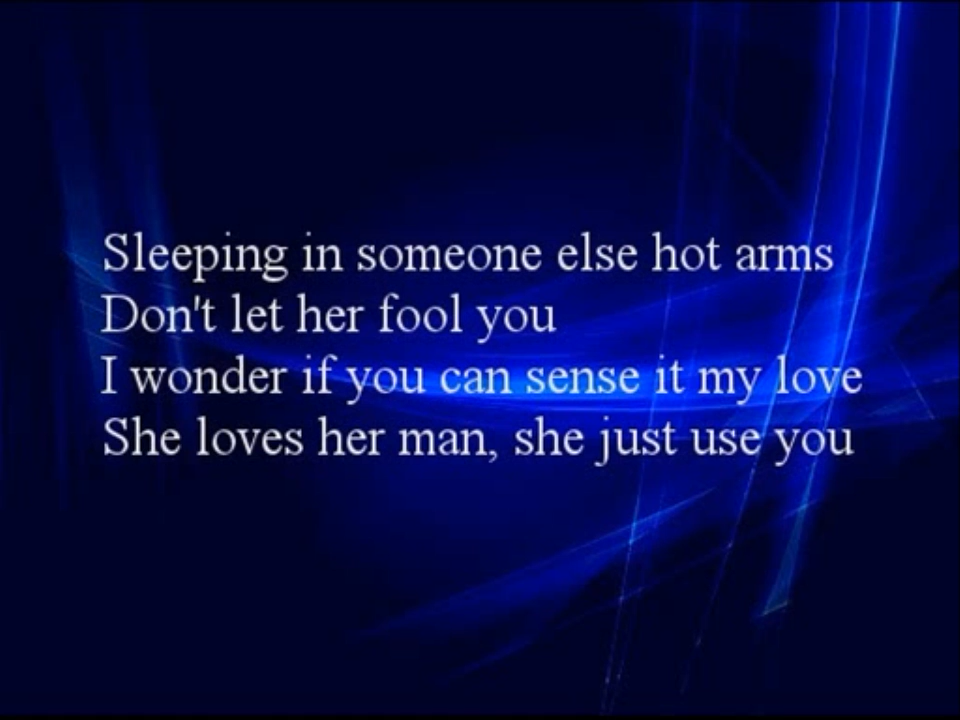 Sleeping in someone else hot arms
Don't let her fool you
I wonder if you can sense it my love
She loves her man, she just use you